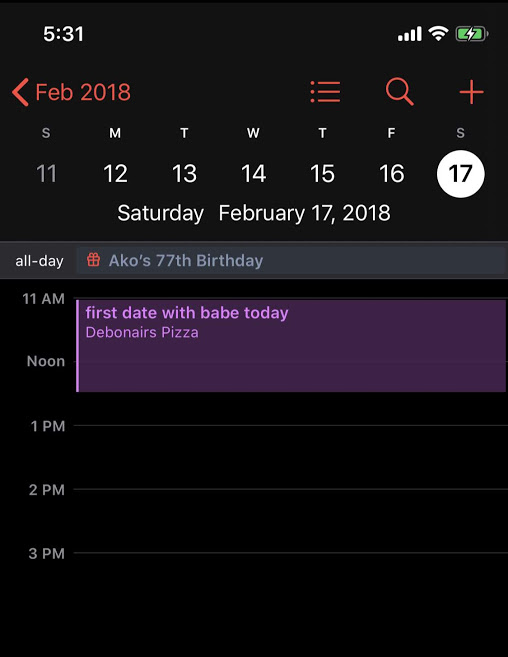 5:31
Feb 2018
S M T W T F S
11 12 13 14 15 16 17
Saturday February 17, 2018
all-day Ako’s 77th Birthday
11 AM
first date with babe today
Debonairs Pizza
Noon
1 PM
2 PM
3 PM